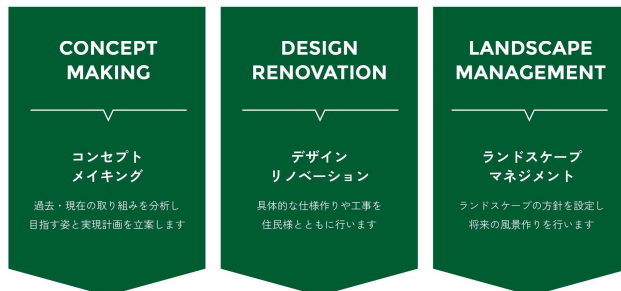 CONCEPT
MAKING
コンセプト
メイキング
過去・現在の取り組みを分析し
目指す姿と実現計画を立案します
DESIGN
RENOVATION
デザイン
リノベーション
具体的な仕様作りや工事を
住民様とともに行います
LANDSCAPE
MANAGEMENT
ランドスケープ
マネジメント
ランドスケープの方針を設定し
将来の風景作りを行います